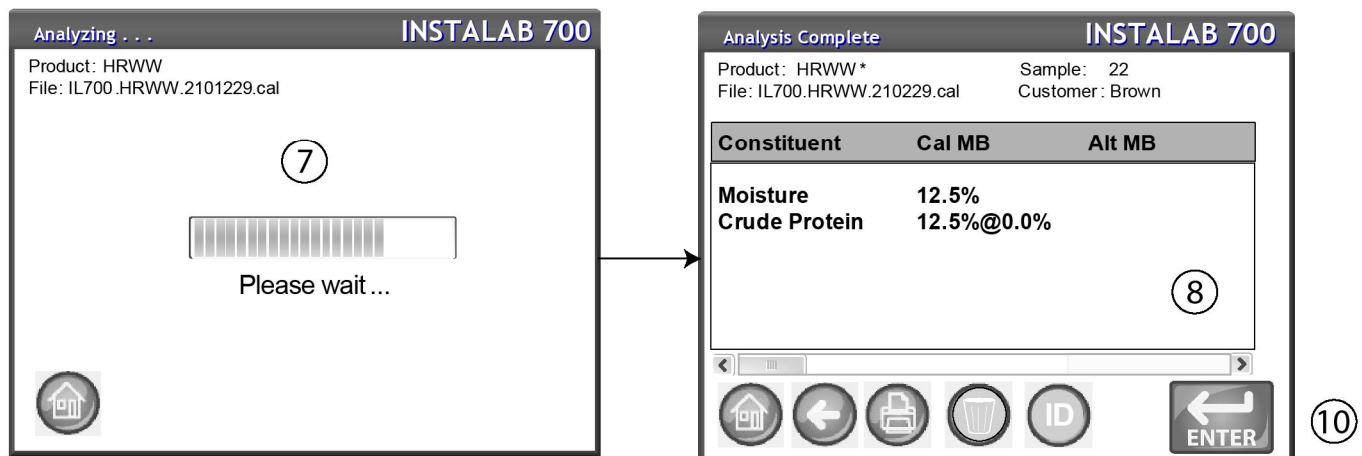 Analyzing . . .
INSTALAB 700
Product: HRWW
File: IL700.HRWW.2101229.cal
7
Please wait ...
Analysis Complete
INSTALAB 700
Product: HRWW *
Sample: 22
File: IL700.HRWW.210229.cal
Customer: Brown
Constituent Cal MB Alt MB
Moisture 12.5%
Crude Protein 12.5%@0.0%
8
ID
ENTER
10